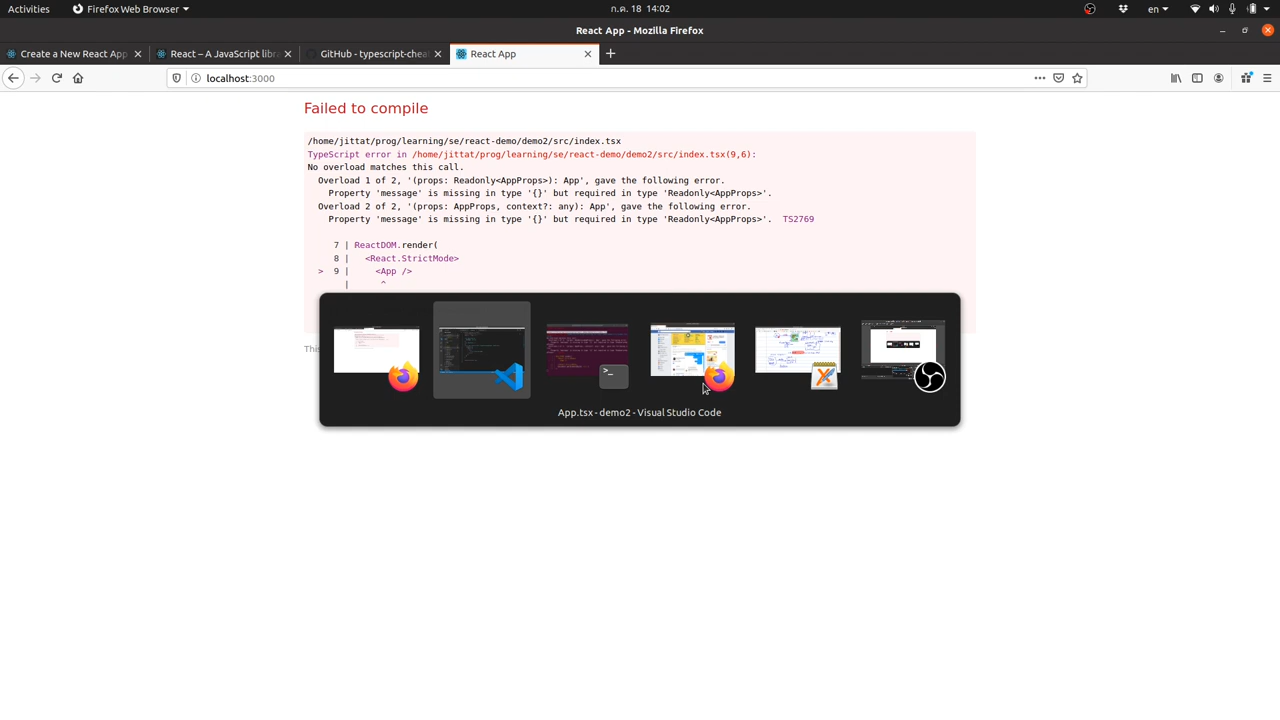 Activities
Firefox Web Browser
ก.ค. 18 14:02
en
React App - Mozilla Firefox
Create a New React App
React – A JavaScript libra
GitHub - typescript-chea
React App
localhost:3000
Failed to compile
/home/jittat/prog/learning/se/react-demo/demo2/src/index.tsx
TypeScript error in /home/jittat/prog/learning/se/react-demo/demo2/src/index.tsx(9,6):
No overload matches this call.
Overload 1 of 2, '(props: Readonly<AppProps>): App', gave the following error.
Property 'message' is missing in type '{}' but required in type 'Readonly<AppProps>'.
Overload 2 of 2, '(props: AppProps, context?: any): App', gave the following error.
Property 'message' is missing in type '{}' but required in type 'Readonly<AppProps>'.  TS2769
7 | ReactDOM.render(
8 |   <React.StrictMode>
> 9 |     <App />
|      ^
This
App.tsx - demo2 - Visual Studio Code